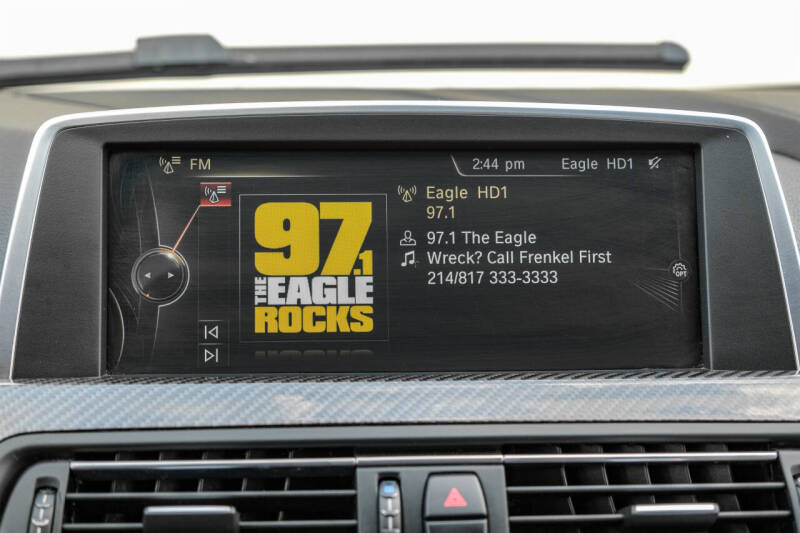 FM
2:44 pm
Eagle HD1
97.1
THE EAGLE
ROCKS
Eagle HD1
97.1
97.1 The Eagle
Wreck? Call Frenkel First
214/817 333-3333
OPT